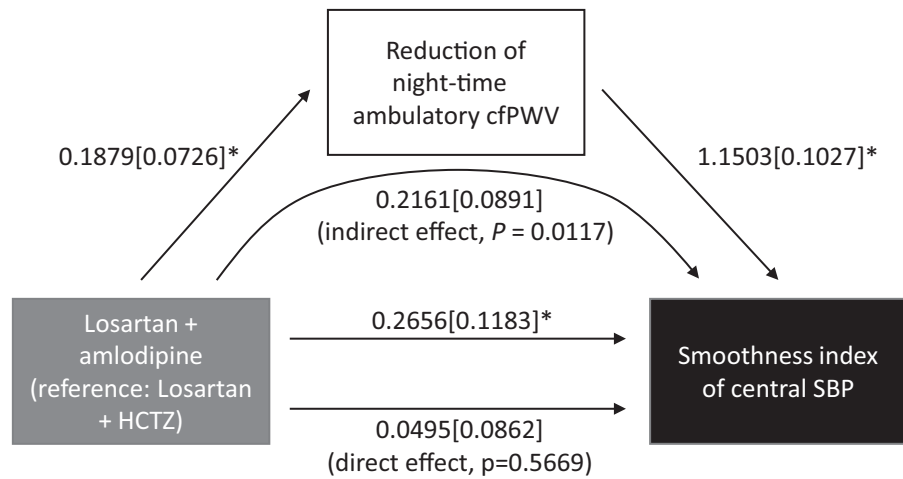 Reduction of
night-time
ambulatory cfPWV
0.1879[0.0726]*
1.1503[0.1027]*
0.2161[0.0891]
(indirect effect, P = 0.0117)
Losartan +
amlodipine
(reference: Losartan
+ HCTZ)
0.2656[0.1183]*
Smoothness index
of central SBP
0.0495[0.0862]
(direct effect, p=0.5669)